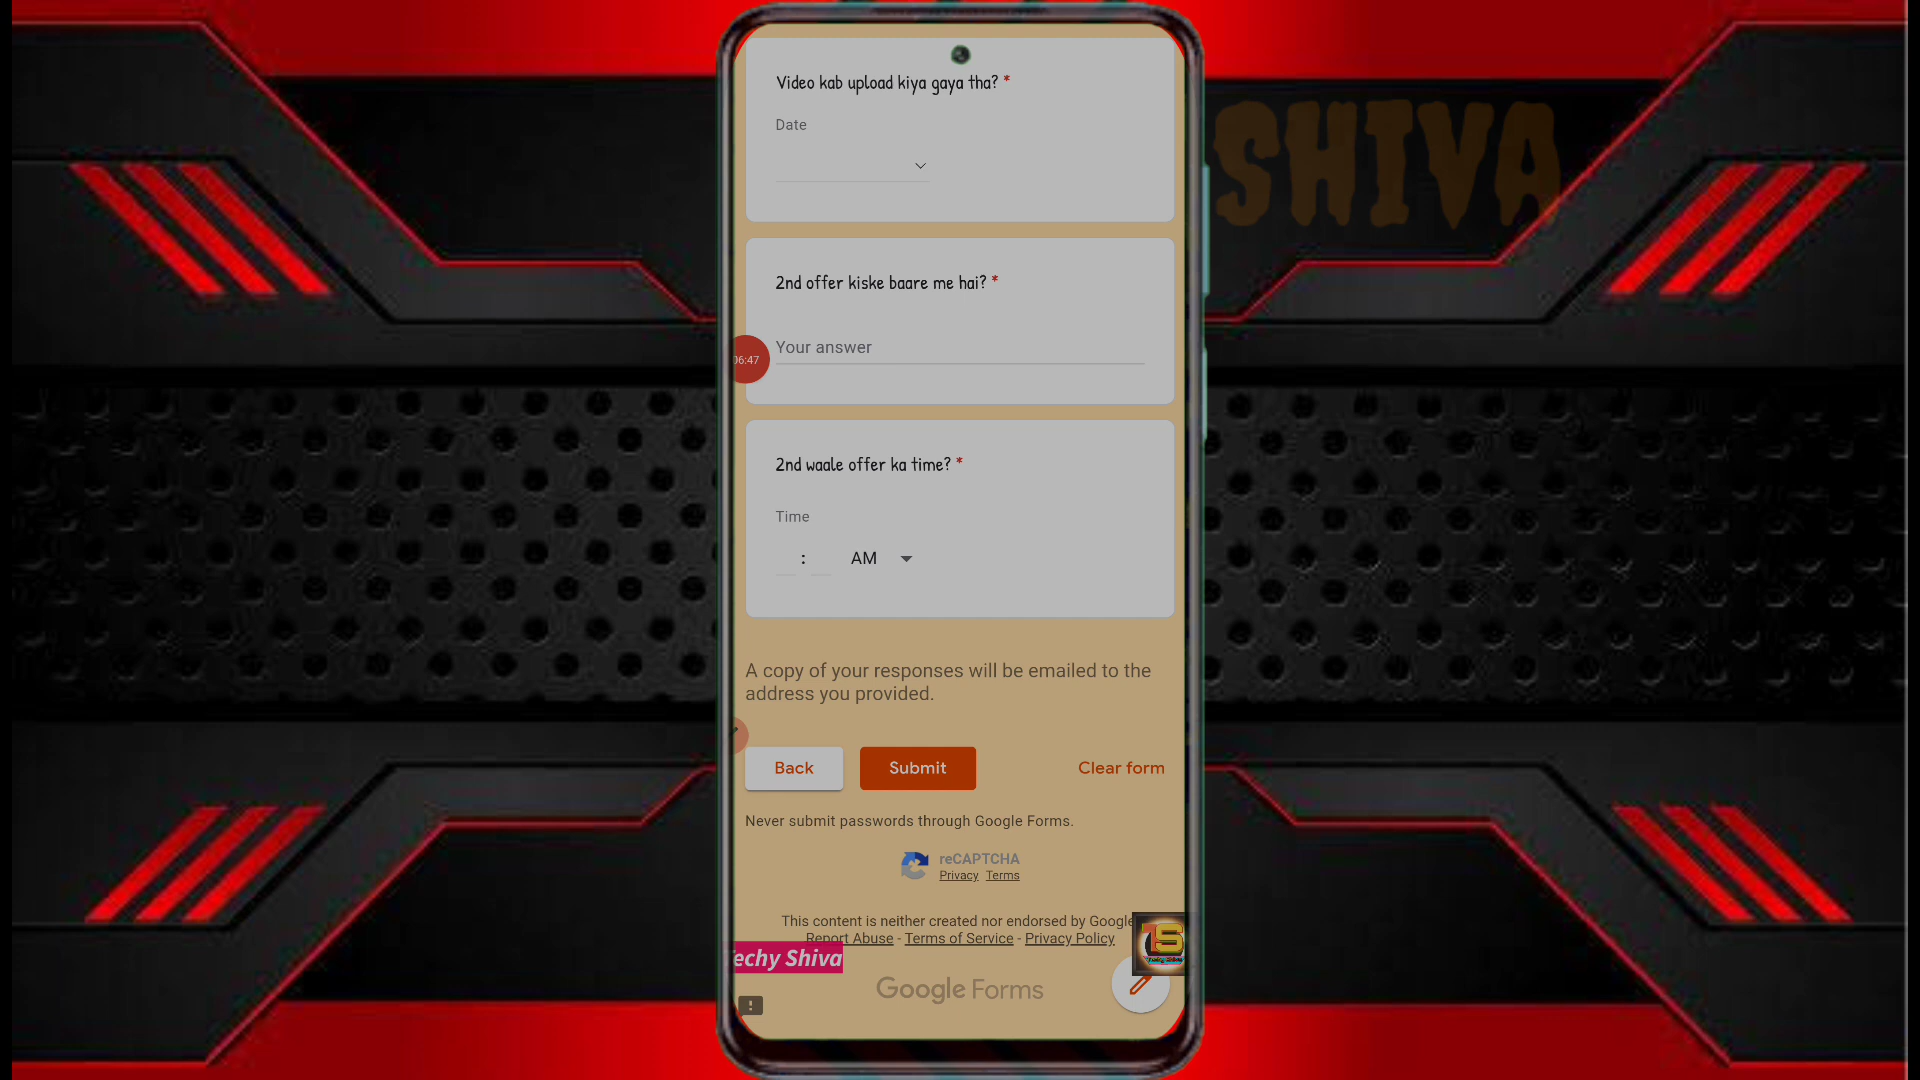 SHIVA
Video kab upload kiya gaya tha? *
Date
2nd offer kiske baare me hai? *
06:47
Your answer
2nd waale offer ka time? *
Time
: AM
A copy of your responses will be emailed to the
address you provided.
Back Submit Clear form
Never submit passwords through Google Forms.
reCAPTCHA
Privacy Terms
This content is neither created nor endorsed by Google
Report Abuse - Terms of Service - Privacy Policy
echy Shiva
Google Forms